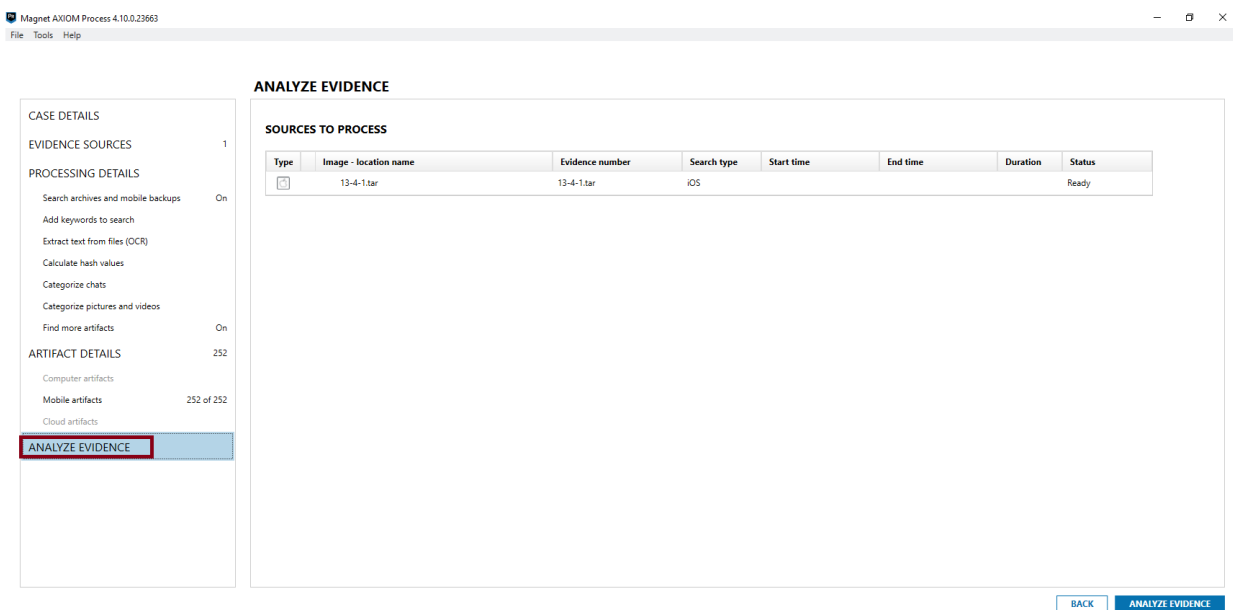 Magnet AXIOM Process 4.10.0.23663
File Tools Help
ANALYZE EVIDENCE
CASE DETAILS
EVIDENCE SOURCES 1
PROCESSING DETAILS
Search archives and mobile backups On
Add keywords to search
Extract text from files (OCR)
Calculate hash values
Categorize chats
Categorize pictures and videos
Find more artifacts On
ARTIFACT DETAILS 252
Computer artifacts
Mobile artifacts 252 of 252
Cloud artifacts
ANALYZE EVIDENCE
SOURCES TO PROCESS
Type Image - location name Evidence number Search type Start time End time Duration Status
13-4-1.tar 13-4-1.tar iOS Ready
BACK ANALYZE EVIDENCE